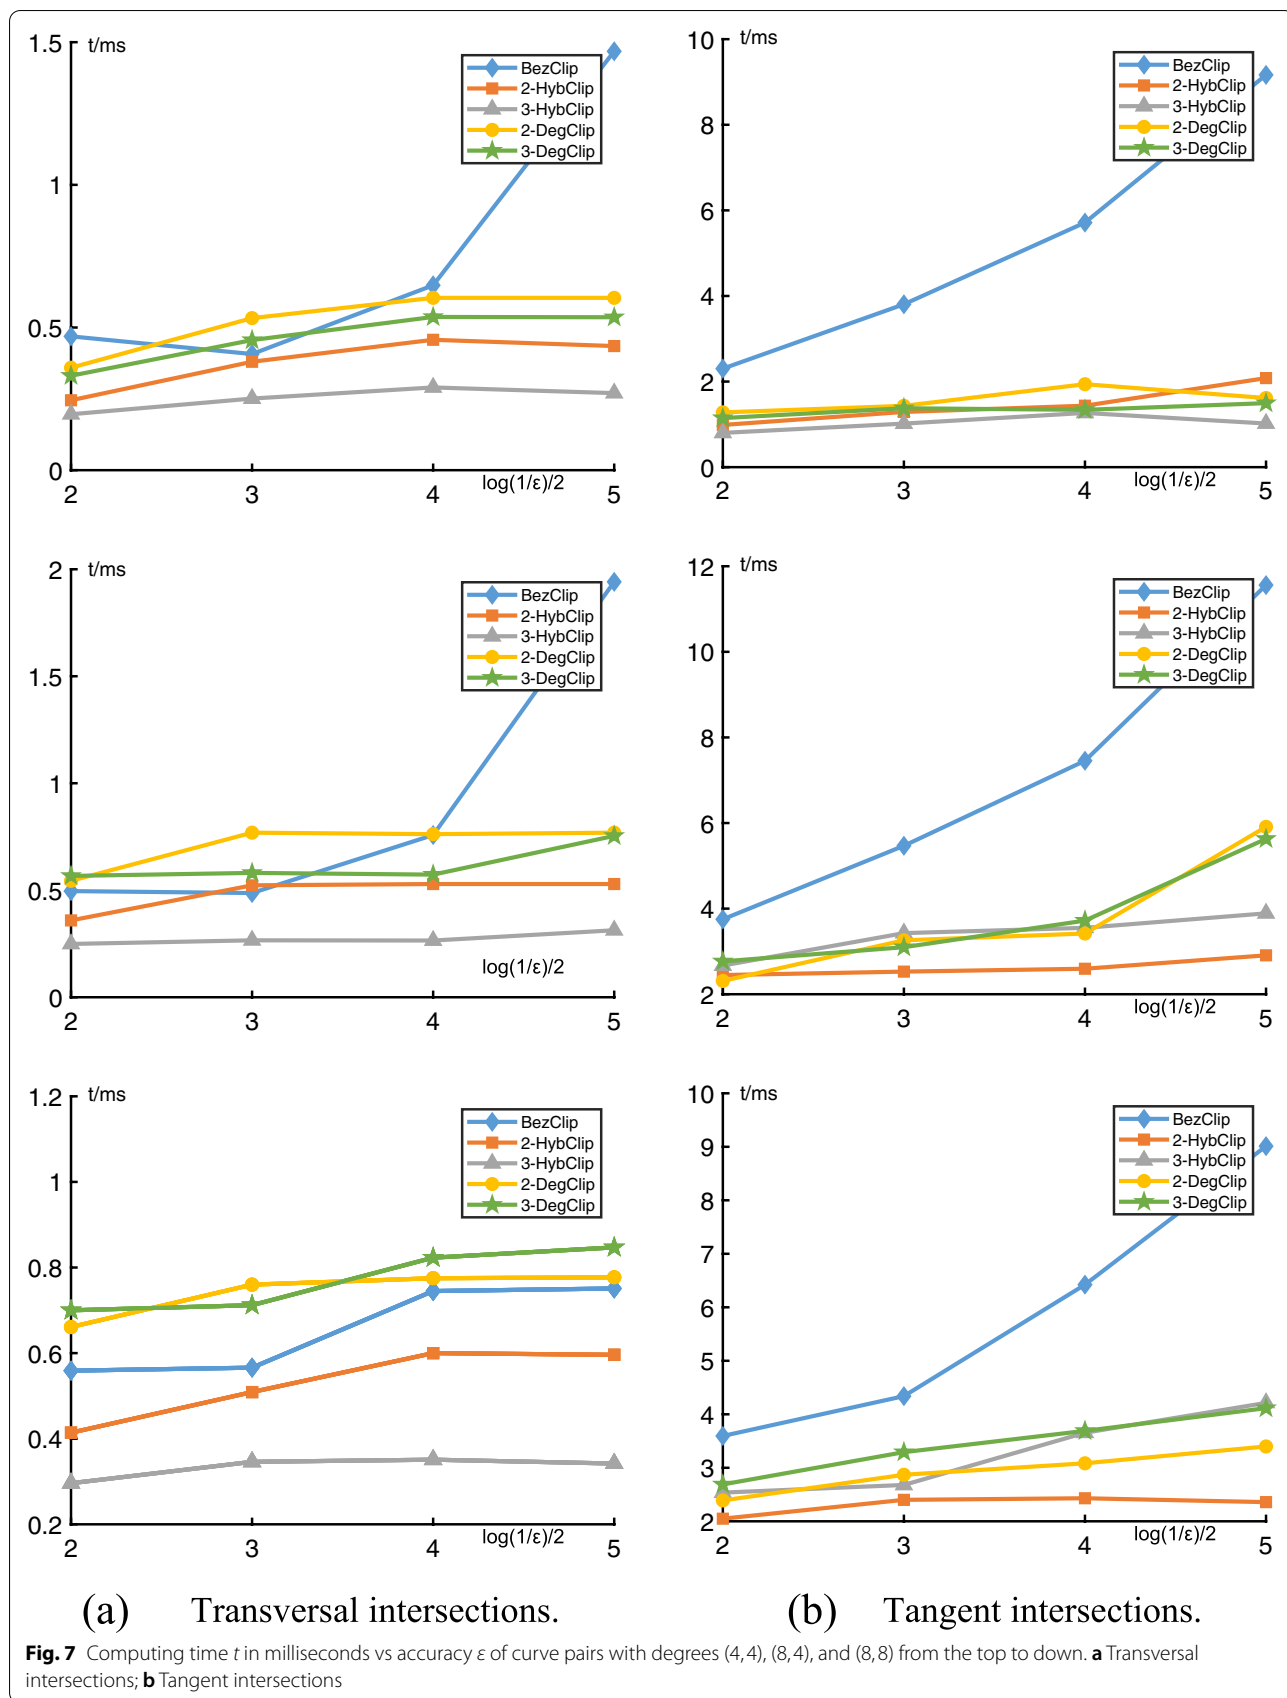 t/ms
1.5
1
0.5
0
2 3 4 5
log(1/ε)/2
BezClip
2-HybClip
3-HybClip
2-DegClip
3-DegClip
t/ms
10
8
6
4
2
0
2 3 4 5
log(1/ε)/2
BezClip
2-HybClip
3-HybClip
2-DegClip
3-DegClip
t/ms
2
1.5
1
0.5
0
2 3 4 5
log(1/ε)/2
BezClip
2-HybClip
3-HybClip
2-DegClip
3-DegClip
t/ms
12
10
8
6
4
2
2 3 4 5
log(1/ε)/2
BezClip
2-HybClip
3-HybClip
2-DegClip
3-DegClip
t/ms
1.2
1
0.8
0.6
0.4
0.2
2 3 4 5
log(1/ε)/2
BezClip
2-HybClip
3-HybClip
2-DegClip
3-DegClip
t/ms
10
9
8
7
6
5
4
3
2
2 3 4 5
log(1/ε)/2
BezClip
2-HybClip
3-HybClip
2-DegClip
3-DegClip
(a) Transversal intersections.
(b) Tangent intersections.
Fig. 7 Computing time t in milliseconds vs accuracy ε of curve pairs with degrees (4, 4), (8, 4), and (8, 8) from the top to down. a Transversal
intersections; b Tangent intersections